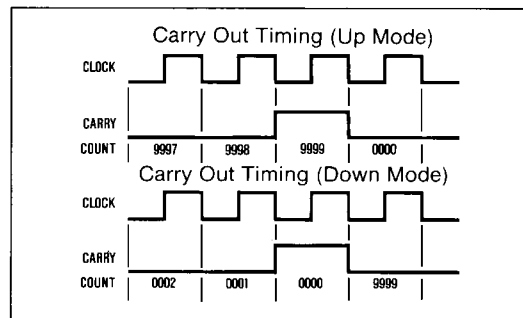 Carry Out Timing (Up Mode)
CLOCK
CARRY
COUNT 9997 9998 9999 0000
Carry Out Timing (Down Mode)
CLOCK
CARRY
COUNT 0002 0001 0000 9999